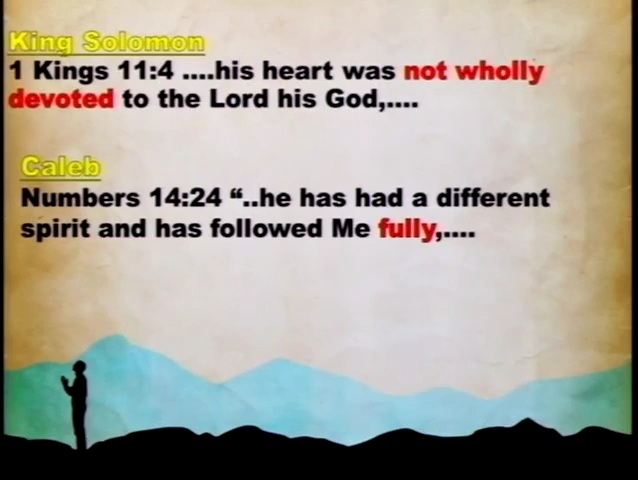 King Solomon
1 Kings 11:4 ....his heart was not wholly
devoted to the Lord his God,....
Caleb
Numbers 14:24 “..he has had a different
spirit and has followed Me fully,....